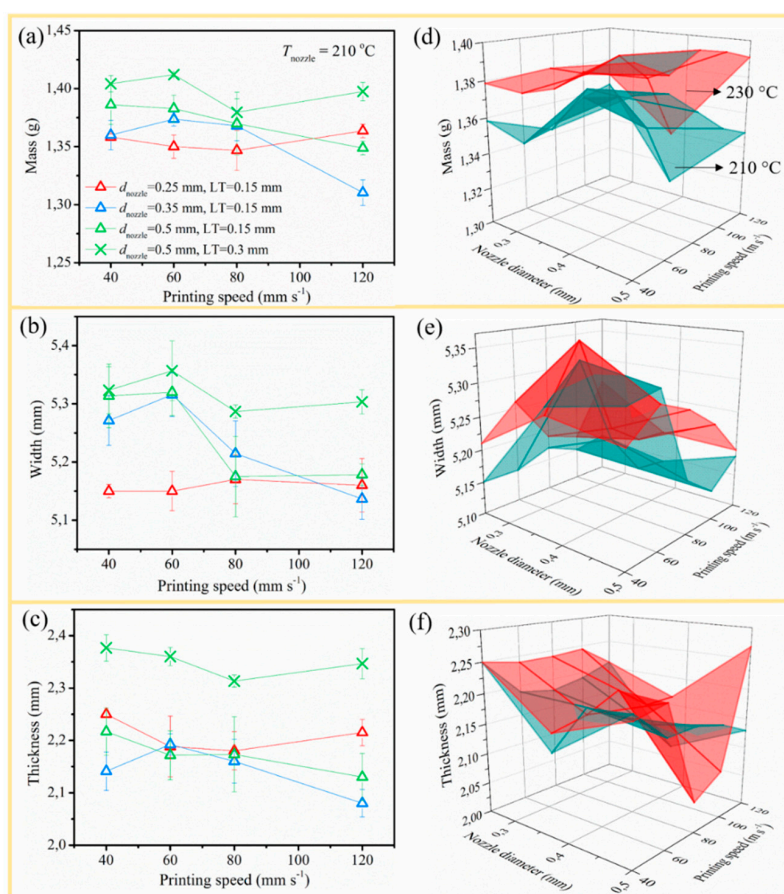 (a)
1,45
1,40
1,35
1,30
1,25
Mass (g)
T nozzle = 210 °C
d nozzle=0.25 mm, LT=0.15 mm
d nozzle=0.35 mm, LT=0.15 mm
d nozzle=0.5 mm, LT=0.15 mm
d nozzle=0.5 mm, LT=0.3 mm
40 60 80 100 120
Printing speed (mm s-1)
(d)
1,40
1,38
1,36
1,34
1,32
1,30
Mass (g)
230 °C
210 °C
0,3 0,4 0,5
Nozzle diameter (mm)
40 60 80 100 120
Printing speed (m s-1)
(b)
5,4
5,3
5,2
5,1
Width (mm)
40 60 80 100 120
Printing speed (mm s-1)
(e)
5,35
5,30
5,25
5,20
5,15
5,10
Width (mm)
0,3 0,4 0,5
Nozzle diameter (mm)
40 60 80 100 120
Printing speed (m s-1)
(c)
2,4
2,3
2,2
2,1
2,0
Thickness (mm)
40 60 80 100 120
Printing speed (mm s-1)
(f)
2,30
2,25
2,20
2,15
2,10
2,05
2,00
Thickness (mm)
0,3 0,4 0,5
Nozzle diameter (mm)
40 60 80 100 120
Printing speed (m s-1)